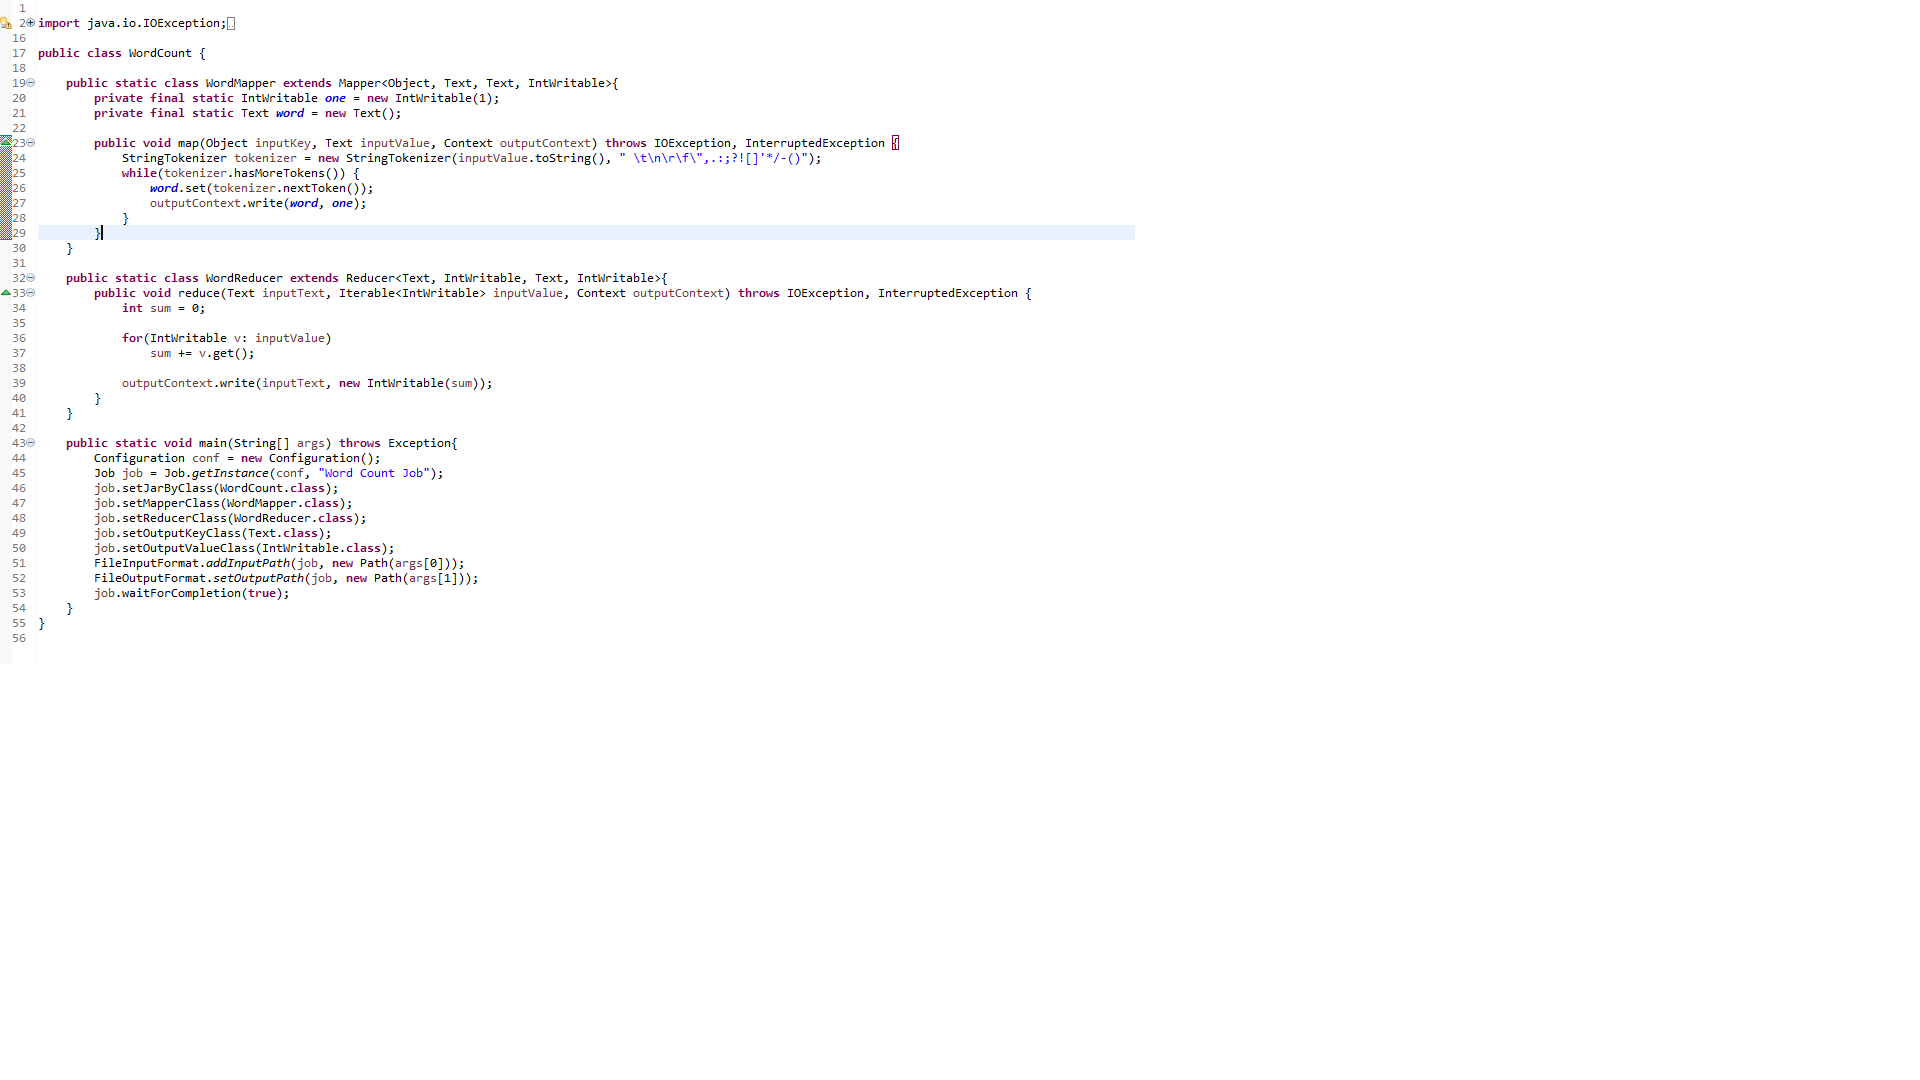 1
2 import java.io.IOException;
16
17 public class WordCount {
18
19     public static class WordMapper extends Mapper<Object, Text, Text, IntWritable>{
20         private final static IntWritable one = new IntWritable(1);
21         private final static Text word = new Text();
22
23         public void map(Object inputKey, Text inputValue, Context outputContext) throws IOException, InterruptedException {
24             StringTokenizer tokenizer = new StringTokenizer(inputValue.toString(), " \t\n\r\f\",.:;?![]'*/-()");
25             while(tokenizer.hasMoreTokens()) {
26                 word.set(tokenizer.nextToken());
27                 outputContext.write(word, one);
28             }
29         }
30     }
31
32     public static class WordReducer extends Reducer<Text, IntWritable, Text, IntWritable>{
33         public void reduce(Text inputText, Iterable<IntWritable> inputValue, Context outputContext) throws IOException, InterruptedException {
34             int sum = 0;
35
36             for(IntWritable v: inputValue)
37                 sum += v.get();
38
39             outputContext.write(inputText, new IntWritable(sum));
40         }
41     }
42
43     public static void main(String[] args) throws Exception{
44         Configuration conf = new Configuration();
45         Job job = Job.getInstance(conf, "Word Count Job");
46         job.setJarByClass(WordCount.class);
47         job.setMapperClass(WordMapper.class);
48         job.setReducerClass(WordReducer.class);
49         job.setOutputKeyClass(Text.class);
50         job.setOutputValueClass(IntWritable.class);
51         FileInputFormat.addInputPath(job, new Path(args[0]));
52         FileOutputFormat.setOutputPath(job, new Path(args[1]));
53         job.waitForCompletion(true);
54     }
55 }
56